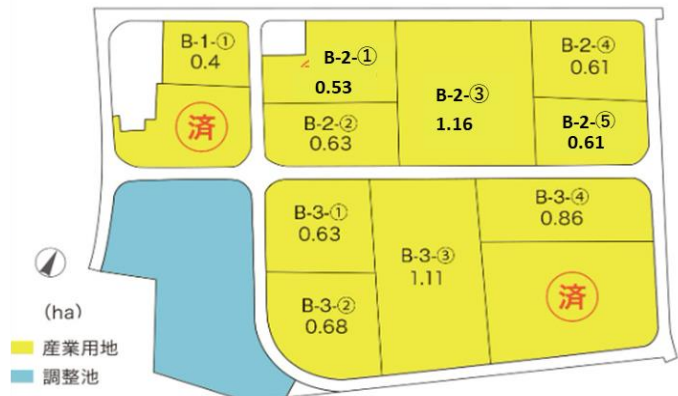 B-1-①
0.4
済
B-2-①
0.53
B-2-②
0.63
B-2-③
1.16
B-2-④
0.61
B-2-⑤
0.61
B-3-①
0.63
B-3-②
0.68
B-3-③
1.11
B-3-④
0.86
済
(ha)
産業用地
調整池